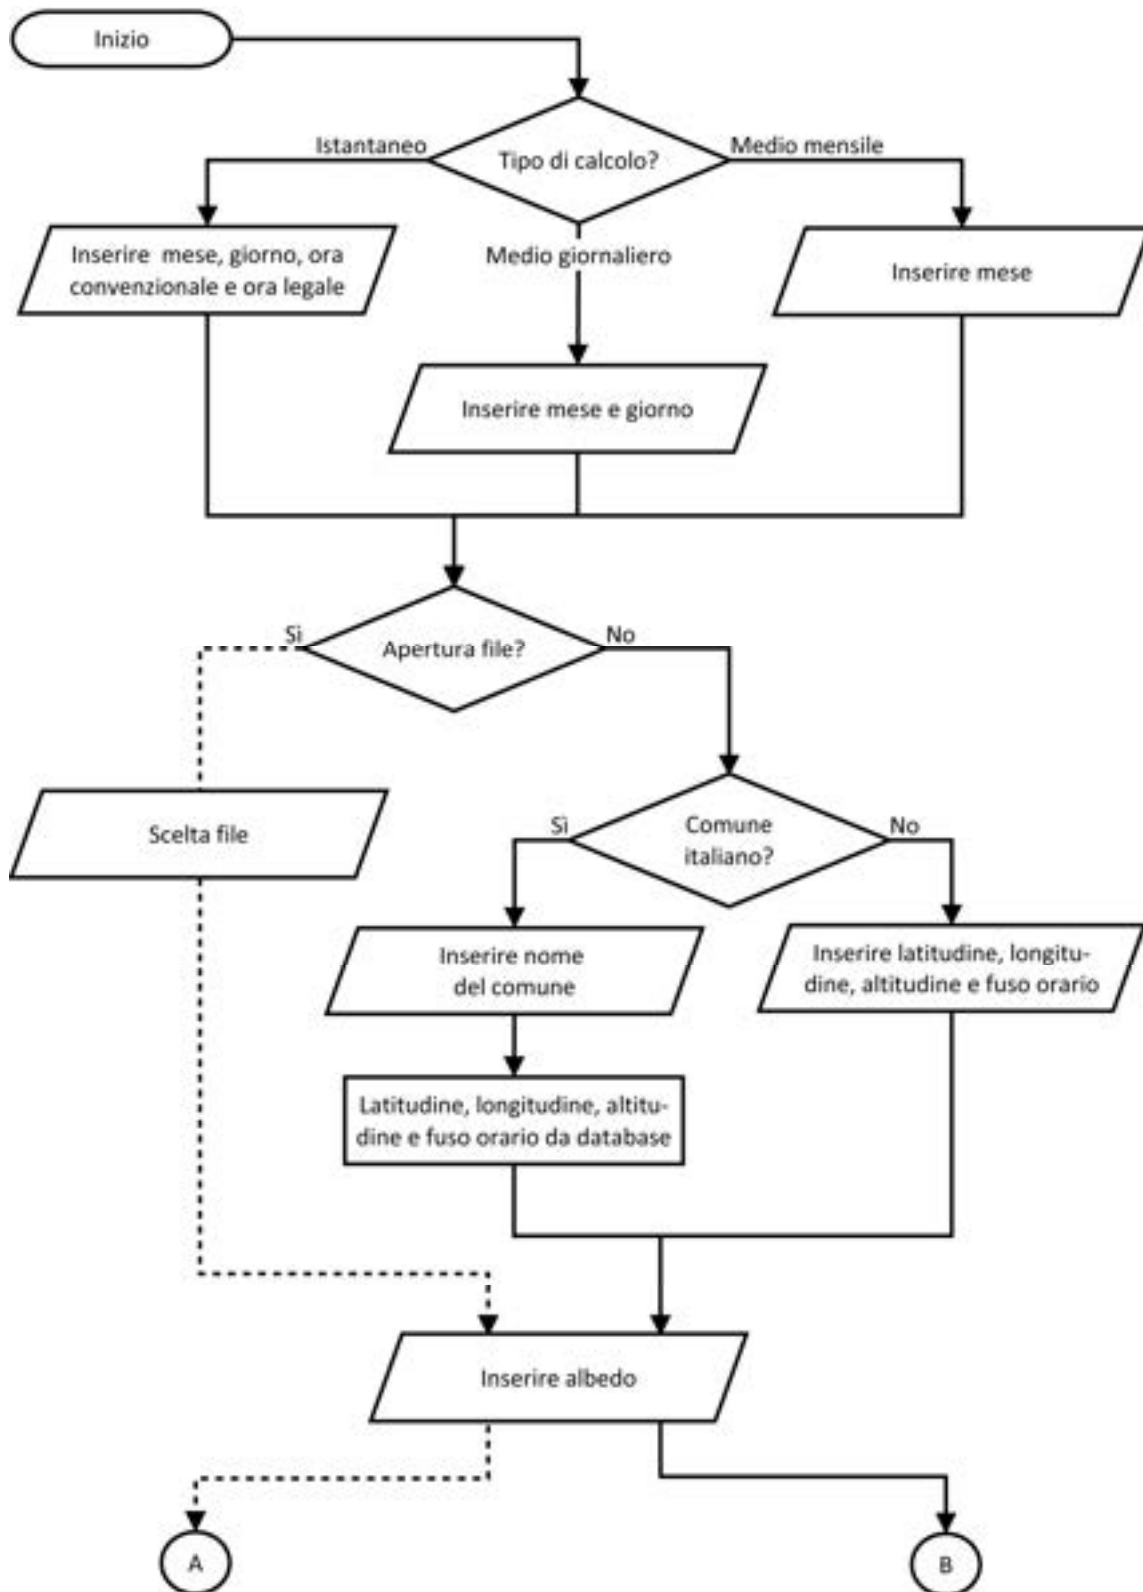 Inizio
Istantaneo
Tipo di calcolo?
Medio mensile
Inserire mese, giorno, ora
convenzionale e ora legale
Medio giornaliero
Inserire mese
Inserire mese e giorno
Sì
Apertura file?
No
Scelta file
Sì
Comune
italiano?
No
Inserire nome
del comune
Inserire latitudine, longitu-
dine, altitudine e fuso orario
Latitudine, longitudine, altitu-
dine e fuso orario da database
Inserire albedo
A
B